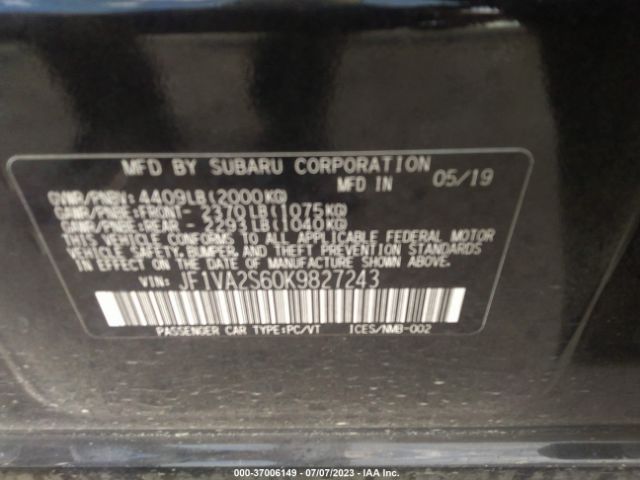 MFD BY SUBARU CORPORATION
MFD IN 05/19
GVWR/PNBV: 4409LB(2000KG)
GAWR/PNBE:FRONT- 2370LB(1075KG)
GAWR/PNBE:REAR - 2293LB(1040KG)
THIS VEHICLE CONFORMS TO ALL APPLICABLE FEDERAL MOTOR
VEHICLE SAFETY, BUMPER, AND THEFT PREVENTION STANDARDS
IN EFFECT ON THE DATE OF MANUFACTURE SHOWN ABOVE.
VIN: JF1VA2S60K9827243
PASSENGER CAR TYPE:PC/VT ICES/NMB-002
000-37006149 - 07/07/2023 - IAA Inc.